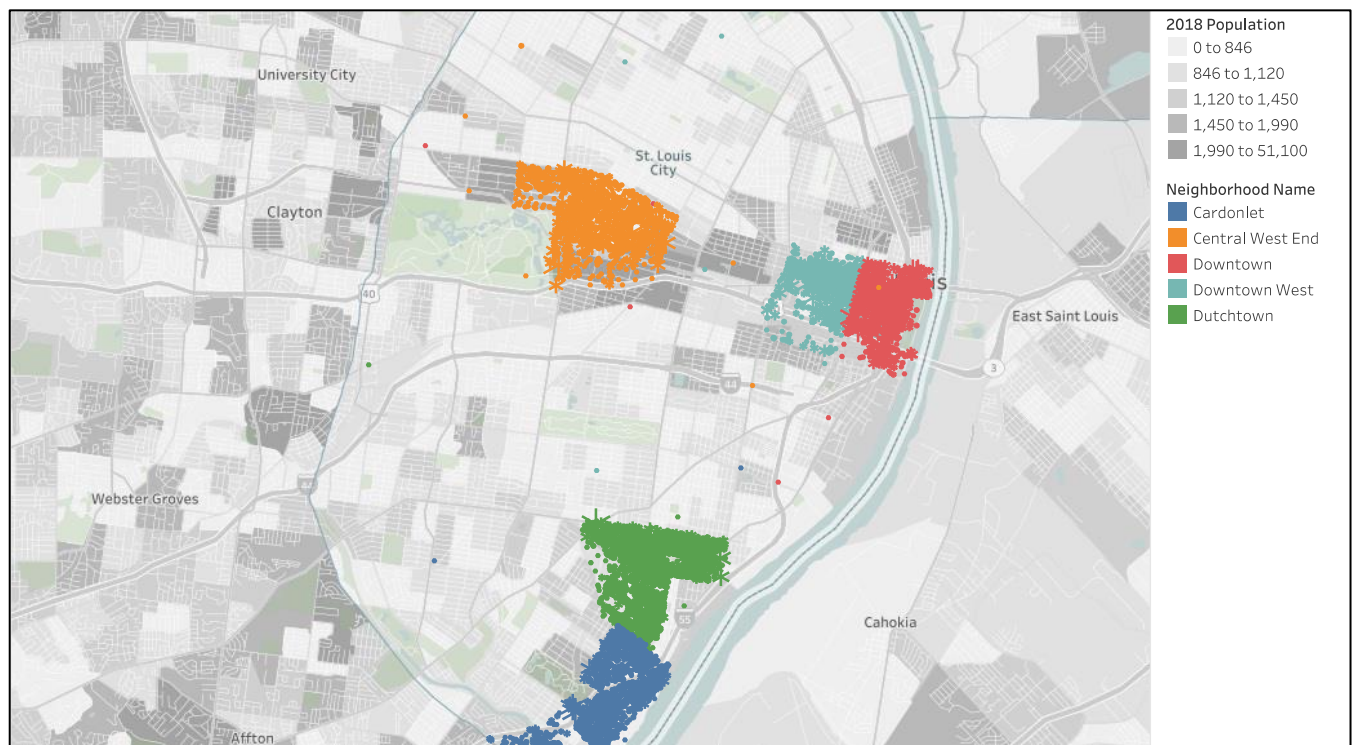 University City
St. Louis
City
Clayton
40
is
East Saint Louis
3
44
Webster Groves
55
Cahokia
Affton
2018 Population
0 to 846
846 to 1,120
1,120 to 1,450
1,450 to 1,990
1,990 to 51,100
Neighborhood Name
Cardonlet
Central West End
Downtown
Downtown West
Dutchtown